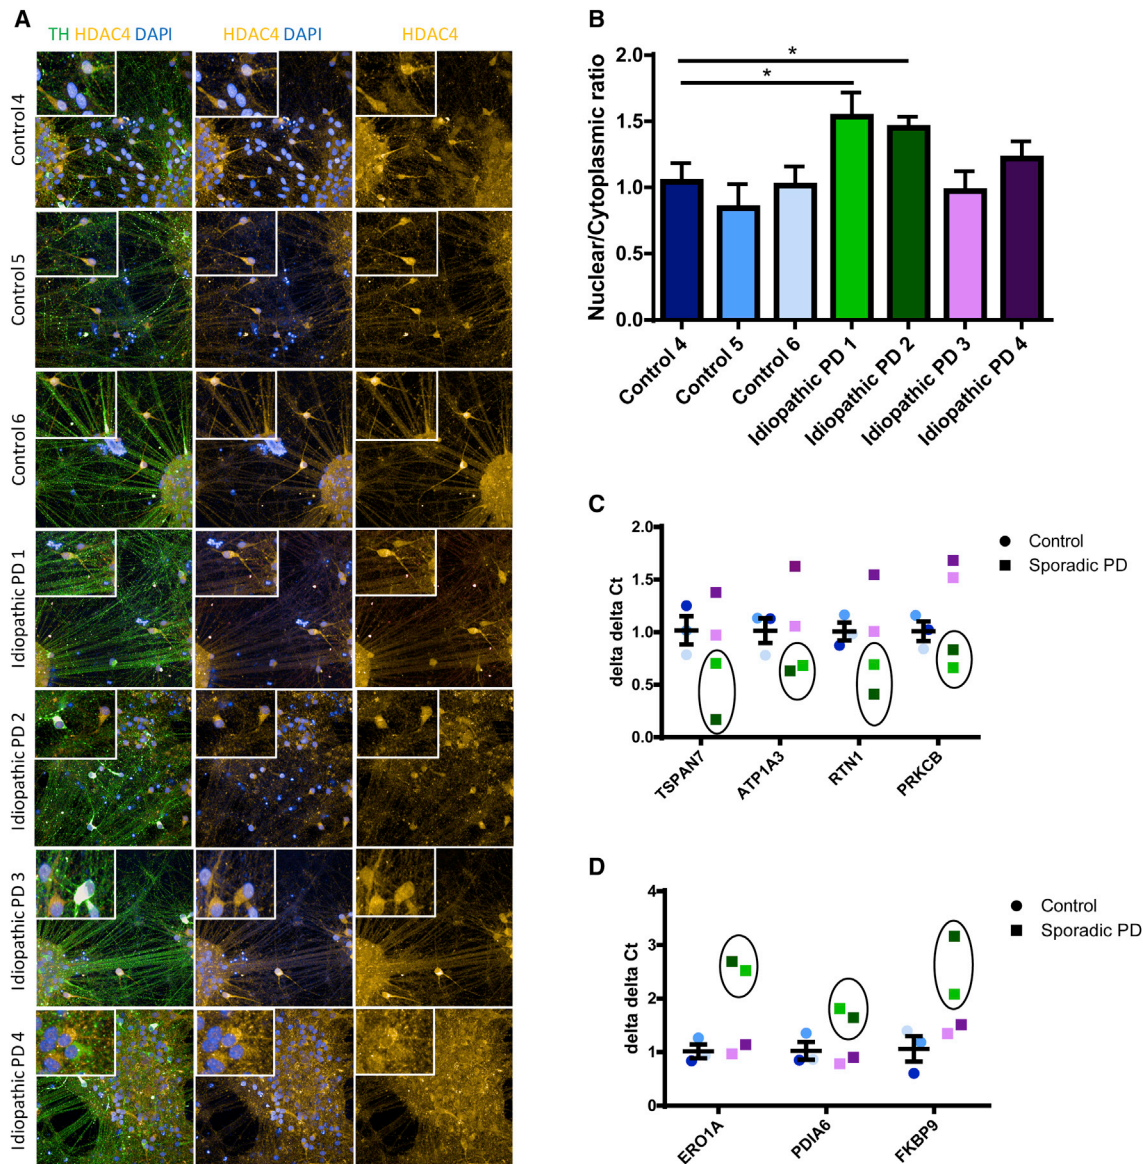 A
TH HDAC4 DAPI
HDAC4 DAPI
HDAC4
Control 4
Control 5
Control 6
Idiopathic PD 1
Idiopathic PD 2
Idiopathic PD 3
Idiopathic PD 4
B
Nuclear/Cytoplasmic ratio
2.0
1.5
1.0
0.5
0.0
*
*
Control 4
Control 5
Control 6
Idiopathic PD 1
Idiopathic PD 2
Idiopathic PD 3
Idiopathic PD 4
C
delta delta Ct
2.0
1.5
1.0
0.5
0.0
TSPAN7
ATP1A3
RTN1
PRKCB
Control
Sporadic PD
D
delta delta Ct
4
3
2
1
0
ERO1A
PDIA6
FKBP9
Control
Sporadic PD